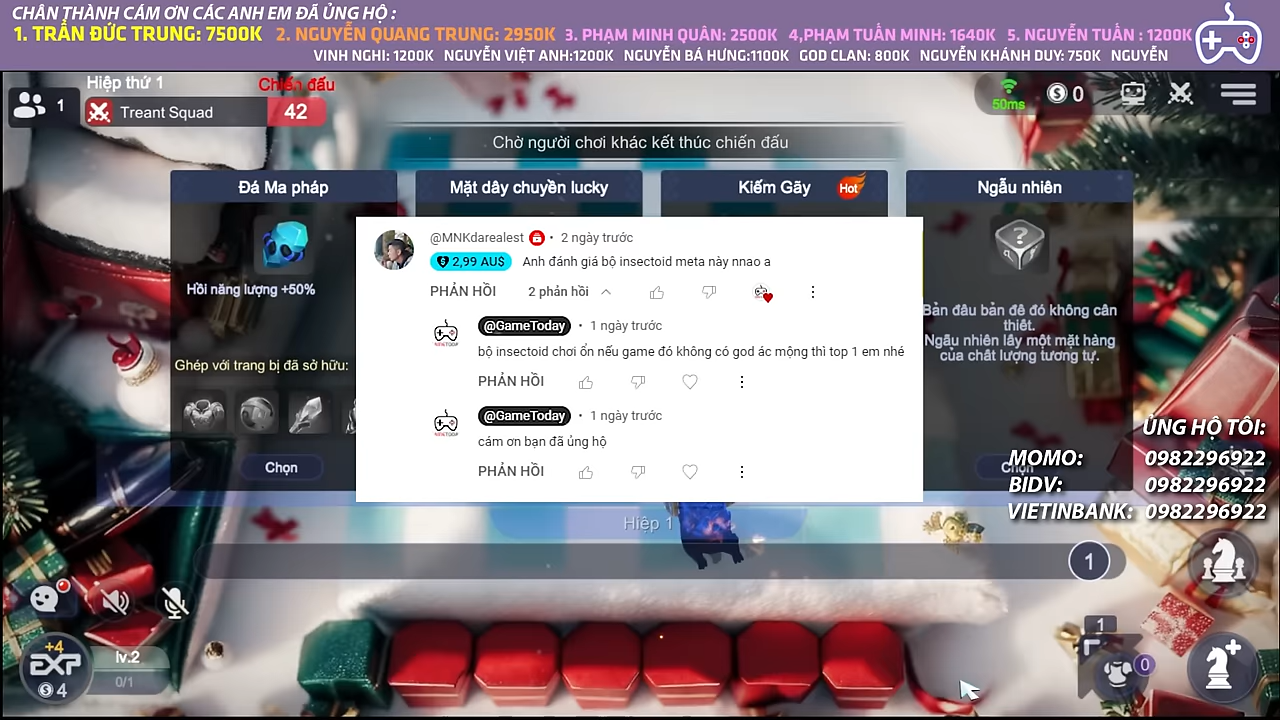 CHÂN THÀNH CÁM ƠN CÁC ANH EM ĐÃ ỦNG HỘ :
1. TRẦN ĐỨC TRUNG: 7500K 2. NGUYỄN QUANG TRUNG: 2950K 3. PHẠM MINH QUÂN: 2500K 4,PHẠM TUẤN MINH: 1640K 5. NGUYỄN TUẤN : 1200K
VINH NGHI: 1200K NGUYỄN VIỆT ANH:1200K NGUYỄN BÁ HƯNG:1100K GOD CLAN: 800K NGUYỄN KHÁNH DUY: 750K NGUYỄN
Hiệp thứ 1 Chiến đấu
1 Treant Squad 42
50ms 0
Chờ người chơi khác kết thúc chiến đấu
Đá Ma pháp Mặt dây chuyền lucky Kiếm Gãy Hot Ngẫu nhiên
Hồi năng lượng +50%
Ghép với trang bị đã sở hữu:
Chọn
@MNKdarealest • 2 ngày trước
2,99 AU$ Anh đánh giá bộ insectoid meta này nnao a
PHẢN HỒI 2 phản hồi
@GameToday • 1 ngày trước
bộ insectoid chơi ổn nếu game đó không có god ác mộng thì top 1 em nhé
PHẢN HỒI
@GameToday • 1 ngày trước
cám ơn bạn đã ủng hộ
PHẢN HỒI
Bản đâu bản đê đó không cân
thiêt.
Ngẫu nhiên lấy một mặt hàng
của chất lượng tương tự.
Chọn
ỦNG HỘ TÔI:
MOMO: 0982296922
BIDV: 0982296922
VIETINBANK: 0982296922
Hiệp 1
1
+4
EXP
4
lv.2
0/1
1
0